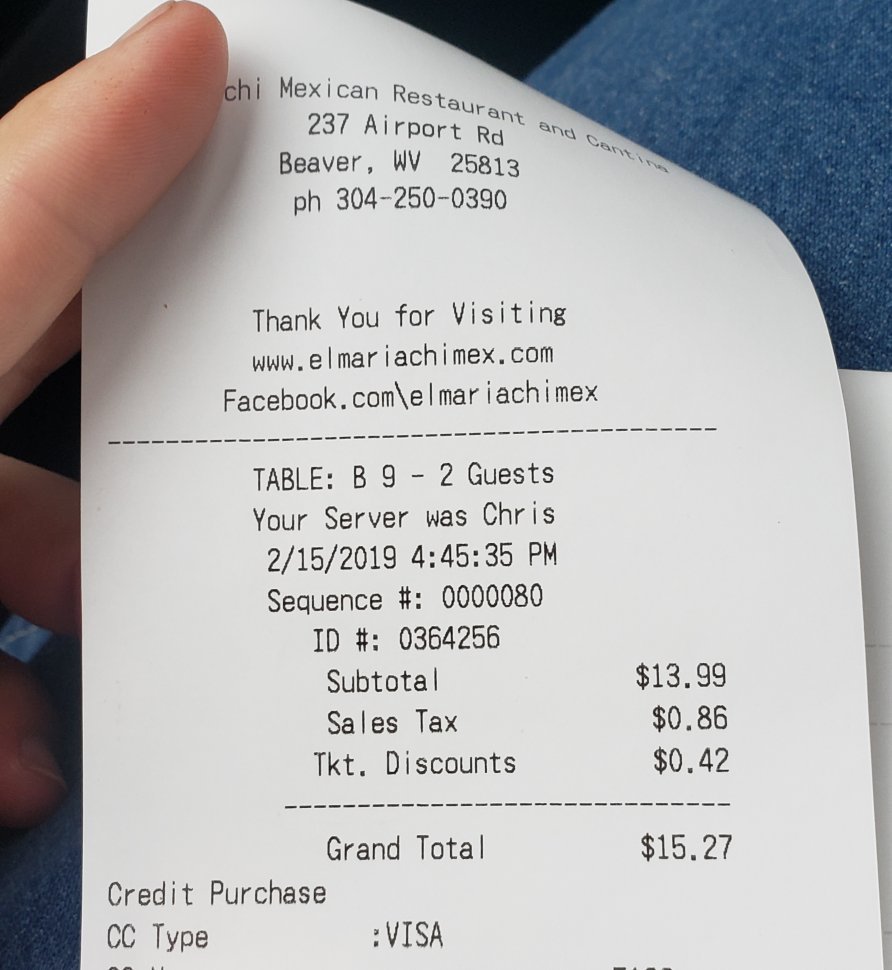 chi Mexican Restaurant and Cantina
237 Airport Rd
Beaver, WV 25813
ph 304-250-0390
Thank You for Visiting
www.elmariachimex.com
Facebook.com\elmariachimex
TABLE: B 9 - 2 Guests
Your Server was Chris
2/15/2019 4:45:35 PM
Sequence #: 0000080
ID #: 0364256
Subtotal $13.99
Sales Tax $0.86
Tkt. Discounts $0.42
Grand Total $15.27
Credit Purchase
CC Type :VISA